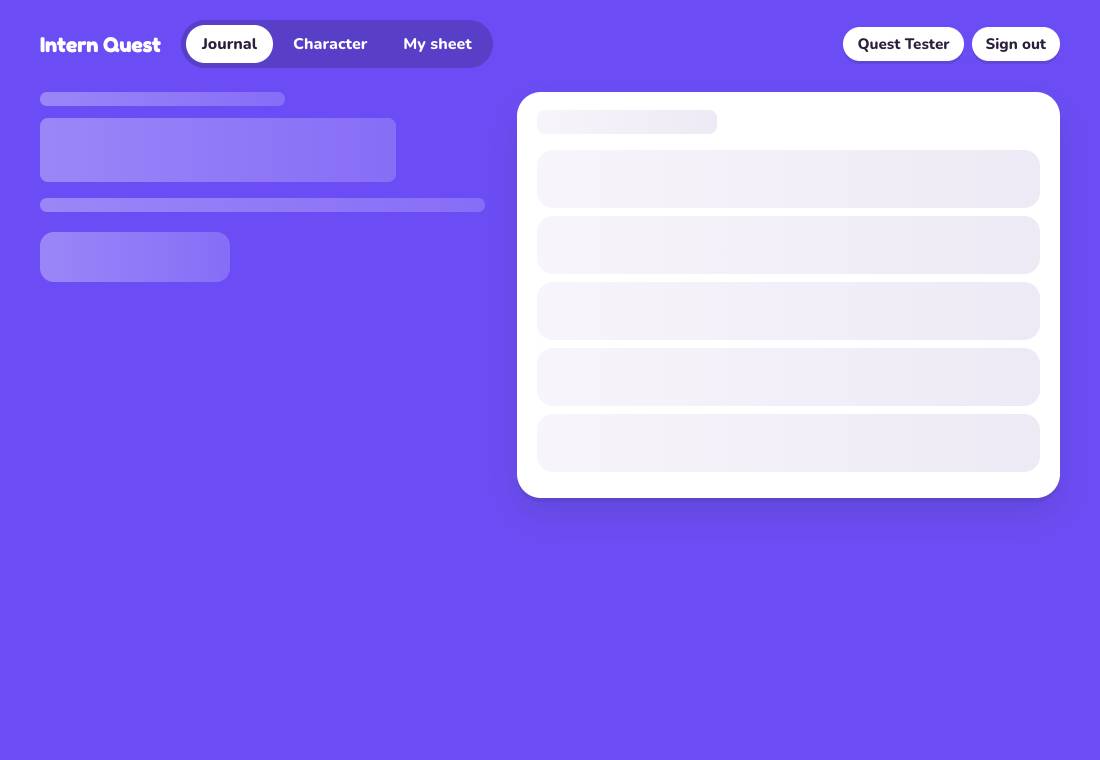 Intern Quest
Journal
Character
My sheet
Quest Tester
Sign out